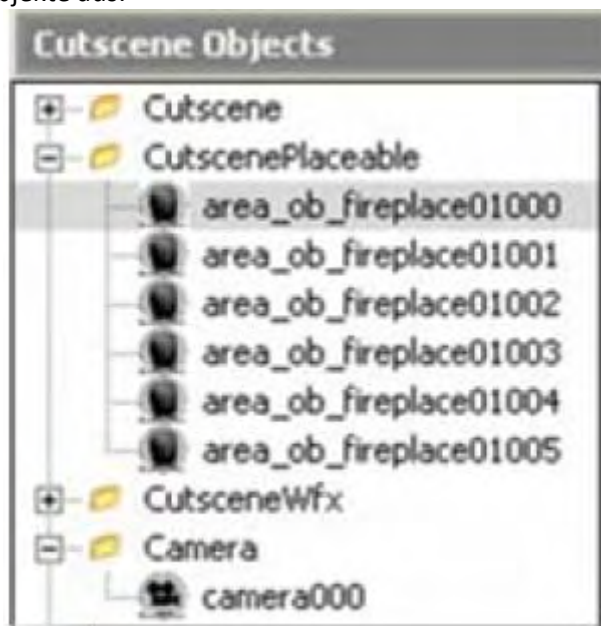 Cutscene Objects
Cutscene
CutscenePlaceable
area_ob_fireplace01000
area_ob_fireplace01001
area_ob_fireplace01002
area_ob_fireplace01003
area_ob_fireplace01004
area_ob_fireplace01005
CutsceneWfx
Camera
camera000